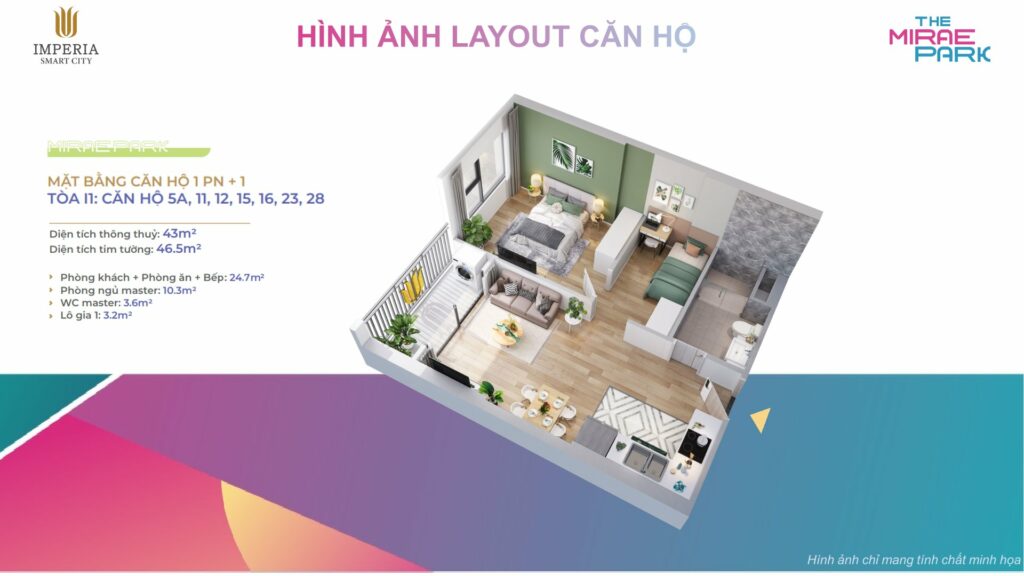 IMPERIA
SMART CITY
HÌNH ẢNH LAYOUT CĂN HỘ
THE
MIRAE
PARK
MIRAE PARK
MẶT BẰNG CĂN HỘ 1 PN + 1
TÒA I1: CĂN HỘ 5A, 11, 12, 15, 16, 23, 28
Diện tích thông thuỷ: 43m²
Diện tích tim tường: 46.5m²
Phòng khách + Phòng ăn + Bếp: 24.7m²
Phòng ngủ master: 10.3m²
WC master: 3.6m²
Lô gia 1: 3.2m²
Hình ảnh chỉ mang tính chất minh họa